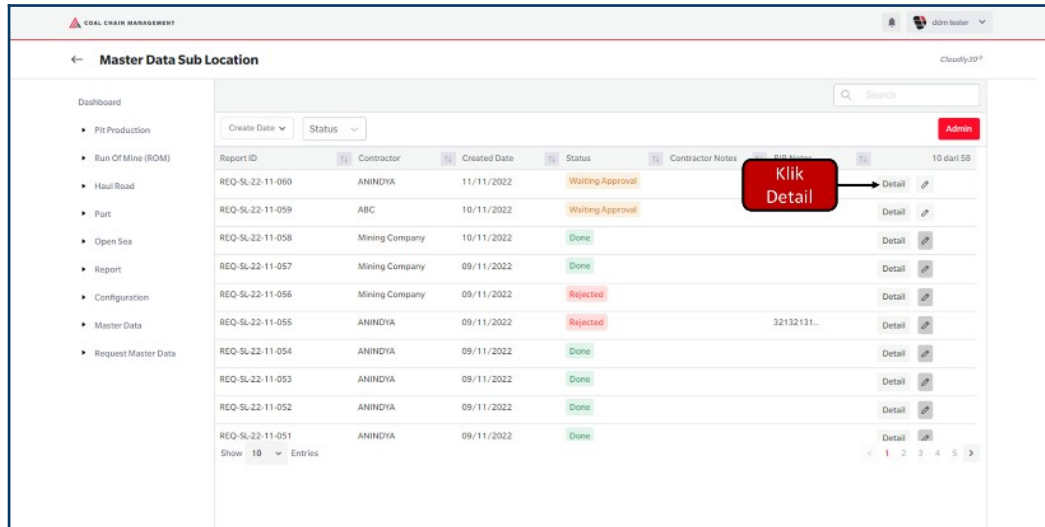 COAL CHAIN MANAGEMENT
ddm tester
← Master Data Sub Location
Cloudly30°
Search
Dashboard
Pit Production
Run Of Mine (ROM)
Haul Road
Port
Open Sea
Report
Configuration
Master Data
Request Master Data
Create Date Status Admin
Report ID Contractor Created Date Status Contractor Notes BIB Notes 10 dari 58
Klik
Detail
REQ-SL-22-11-060 ANINDYA 11/11/2022 Waiting Approval Detail
REQ-SL-22-11-059 ABC 10/11/2022 Waiting Approval Detail
REQ-SL-22-11-058 Mining Company 10/11/2022 Done Detail
REQ-SL-22-11-057 Mining Company 09/11/2022 Done Detail
REQ-SL-22-11-056 Mining Company 09/11/2022 Rejected Detail
REQ-SL-22-11-055 ANINDYA 09/11/2022 Rejected 32132131.. Detail
REQ-SL-22-11-054 ANINDYA 09/11/2022 Done Detail
REQ-SL-22-11-053 ANINDYA 09/11/2022 Done Detail
REQ-SL-22-11-052 ANINDYA 09/11/2022 Done Detail
REQ-SL-22-11-051 ANINDYA 09/11/2022 Done Detail
Show 10 Entries < 1 2 3 4 5 >